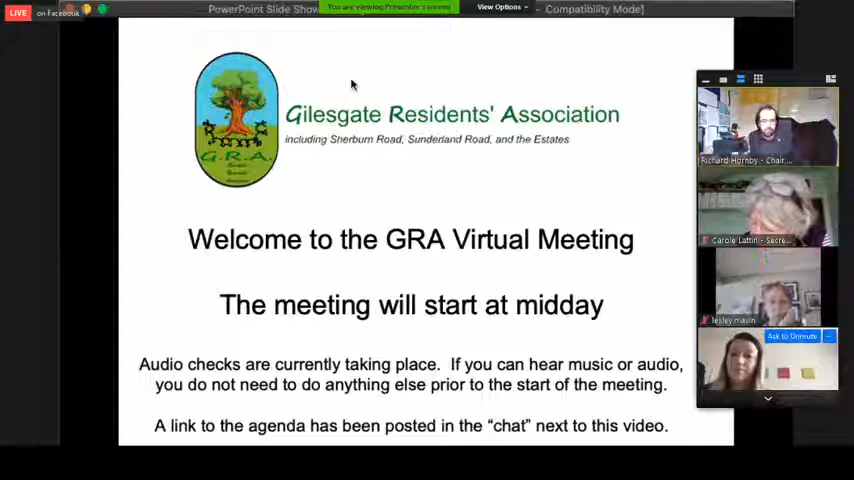 LIVE on Facebook
PowerPoint Slide Show
You are viewing Presenter's screen
View Options
- Compatibility Mode]
G.R.A.
Gilesgate Residents' Association
including Sherburn Road, Sunderland Road, and the Estates
Richard Hornby - Chair,...
Carole Lattin - Secre...
lesley mavin
Ask to Unmute
...
Welcome to the GRA Virtual Meeting
The meeting will start at midday
Audio checks are currently taking place. If you can hear music or audio,
you do not need to do anything else prior to the start of the meeting.
A link to the agenda has been posted in the “chat” next to this video.